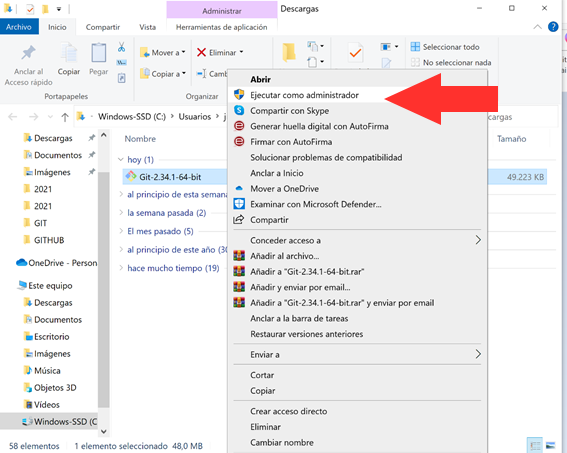 Administrar
Descargas
Archivo
Inicio
Compartir
Vista
Herramientas de aplicación
Anclar al
Acceso rápido
Copiar
Pegar
Mover a
Copiar a
Eliminar
Seleccionar todo
No seleccionar nada
Portapapeles
Organizar
Windows-SSD (C:)
Usuarios
Descargas
Documentos
Imágenes
2021
2021
GIT
GITHUB
OneDrive - Person
Este equipo
Descargas
Documentos
Escritorio
Imágenes
Música
Objetos 3D
Vídeos
Windows-SSD (C
Nombre
Tamaño
hoy (1)
Git-2.34.1-64-bit
49.223 KB
al principio de esta semana
la semana pasada (2)
El mes pasado (5)
al principio de este año (30
hace mucho tiempo (19)
Abrir
Ejecutar como administrador
Compartir con Skype
Generar huella digital con AutoFirma
Firmar con AutoFirma
Solucionar problemas de compatibilidad
Anclar a Inicio
Mover a OneDrive
Examinar con Microsoft Defender...
Compartir
Conceder acceso a
Añadir al archivo...
Añadir a "Git-2.34.1-64-bit.rar"
Añadir y enviar por email...
Añadir a "Git-2.34.1-64-bit.rar" y enviar por email
Anclar a la barra de tareas
Restaurar versiones anteriores
Enviar a
Cortar
Copiar
Crear acceso directo
Eliminar
Cambiar nombre
58 elementos
1 elemento seleccionado
48,0 MB